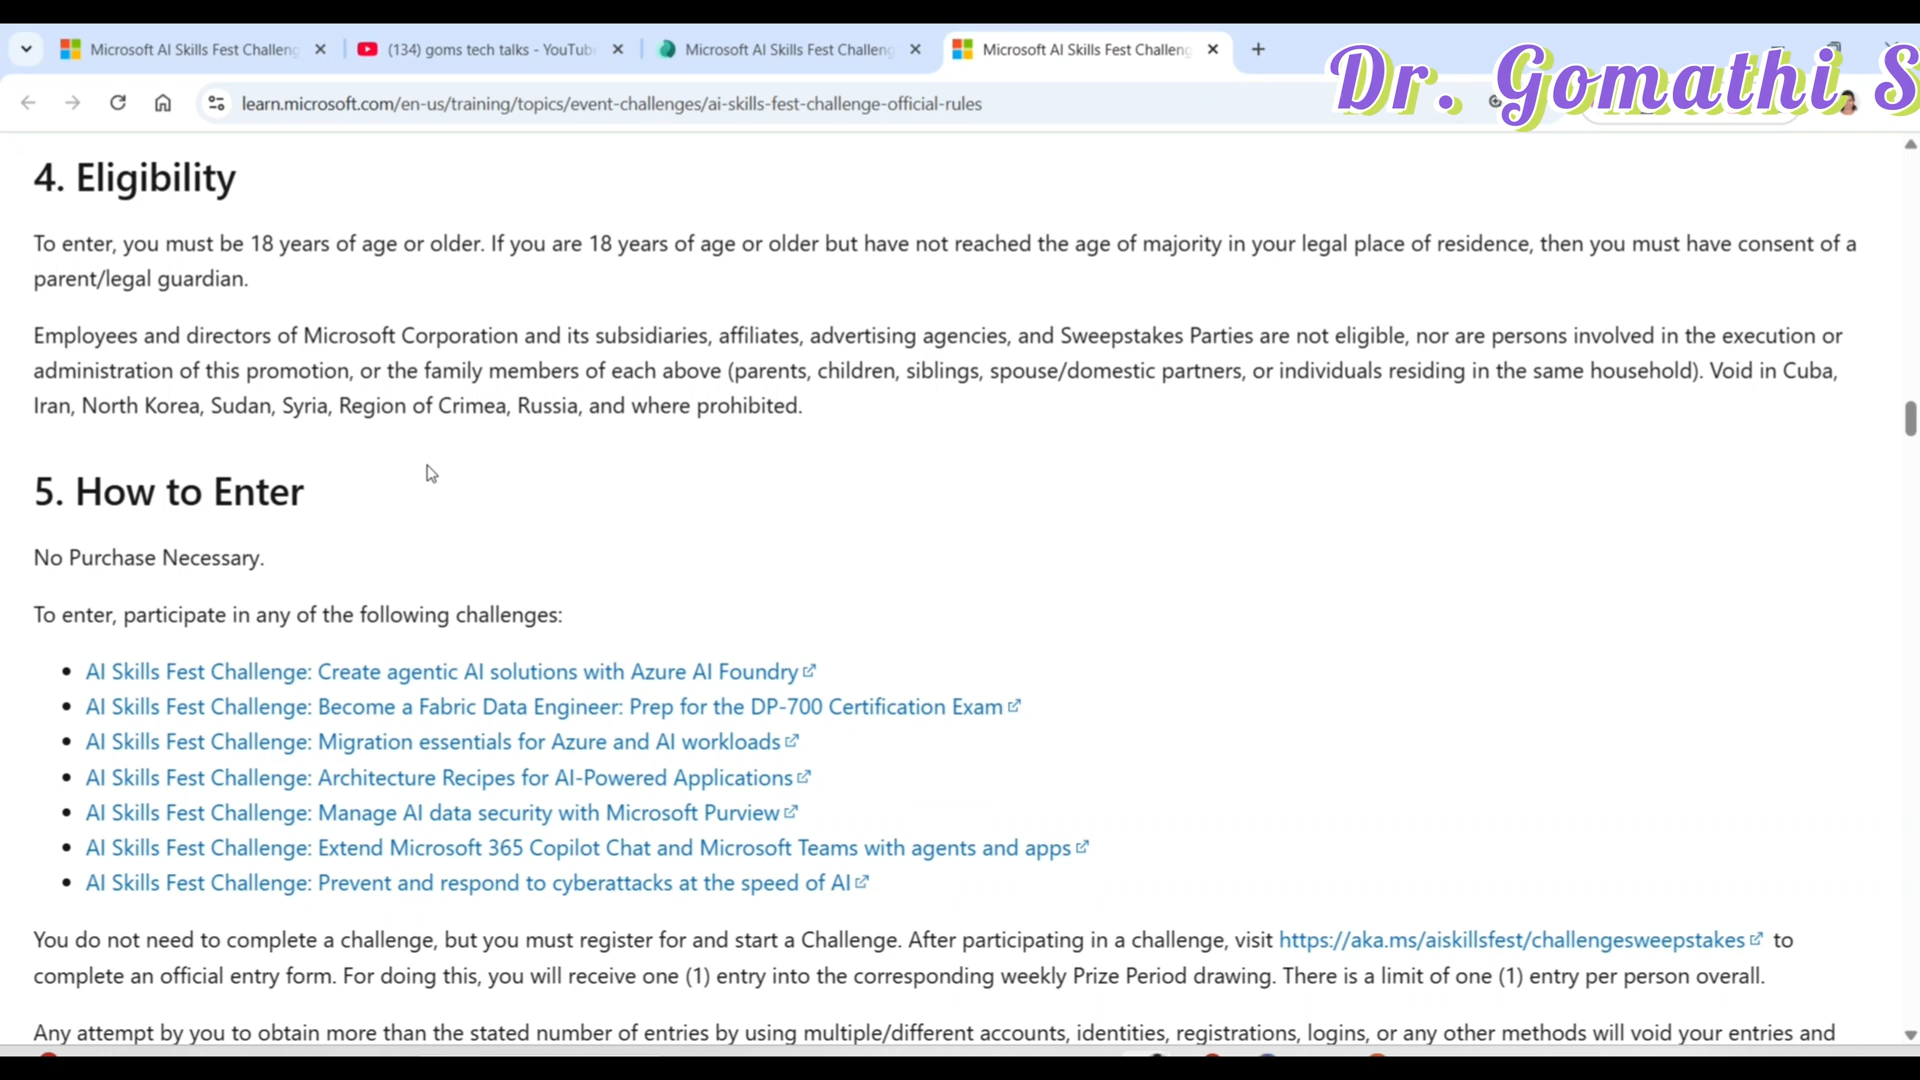 Microsoft AI Skills Fest Challeng
(134) goms tech talks - YouTub
Microsoft AI Skills Fest Challeng
Microsoft AI Skills Fest Challeng
Dr. Gomathi S
learn.microsoft.com/en-us/training/topics/event-challenges/ai-skills-fest-challenge-official-rules
4. Eligibility
To enter, you must be 18 years of age or older. If you are 18 years of age or older but have not reached the age of majority in your legal place of residence, then you must have consent of a
parent/legal guardian.
Employees and directors of Microsoft Corporation and its subsidiaries, affiliates, advertising agencies, and Sweepstakes Parties are not eligible, nor are persons involved in the execution or
administration of this promotion, or the family members of each above (parents, children, siblings, spouse/domestic partners, or individuals residing in the same household). Void in Cuba,
Iran, North Korea, Sudan, Syria, Region of Crimea, Russia, and where prohibited.
5. How to Enter
No Purchase Necessary.
To enter, participate in any of the following challenges:
• AI Skills Fest Challenge: Create agentic AI solutions with Azure AI Foundry
• AI Skills Fest Challenge: Become a Fabric Data Engineer: Prep for the DP-700 Certification Exam
• AI Skills Fest Challenge: Migration essentials for Azure and AI workloads
• AI Skills Fest Challenge: Architecture Recipes for AI-Powered Applications
• AI Skills Fest Challenge: Manage AI data security with Microsoft Purview
• AI Skills Fest Challenge: Extend Microsoft 365 Copilot Chat and Microsoft Teams with agents and apps
• AI Skills Fest Challenge: Prevent and respond to cyberattacks at the speed of AI
You do not need to complete a challenge, but you must register for and start a Challenge. After participating in a challenge, visit https://aka.ms/aiskillsfest/challengesweepstakes to
complete an official entry form. For doing this, you will receive one (1) entry into the corresponding weekly Prize Period drawing. There is a limit of one (1) entry per person overall.
Any attempt by you to obtain more than the stated number of entries by using multiple/different accounts, identities, registrations, logins, or any other methods will void your entries and